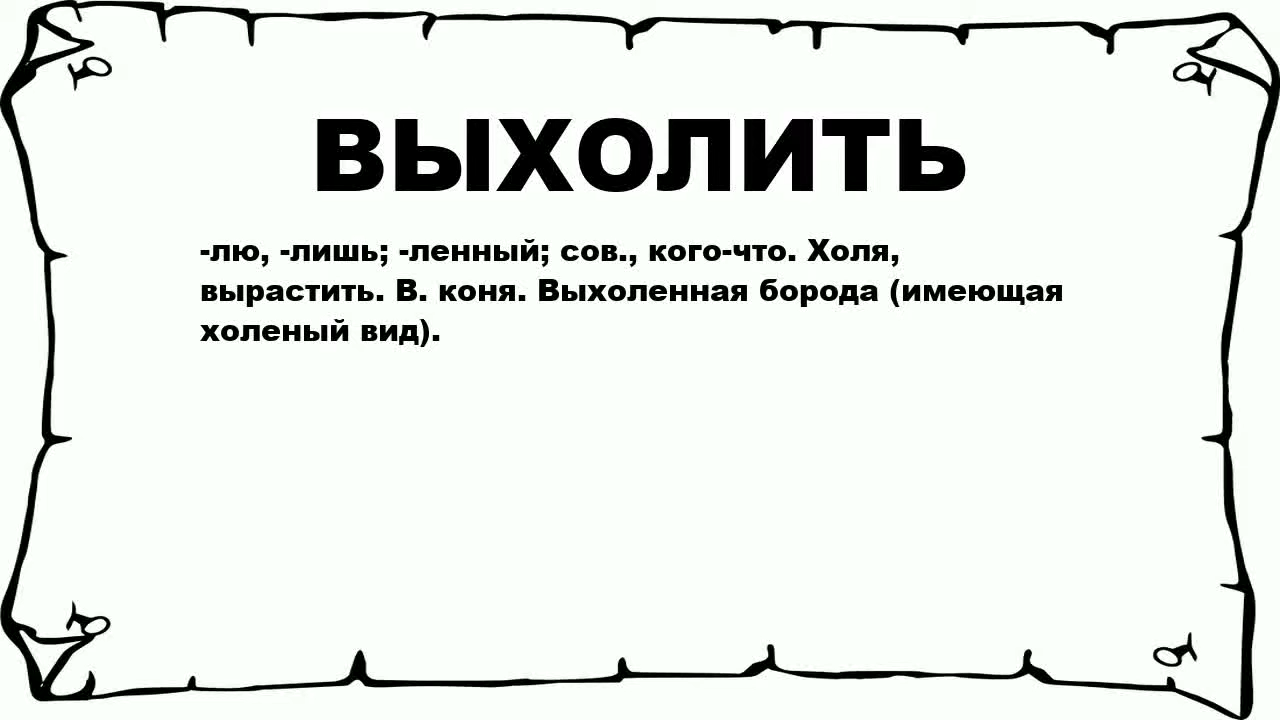 ВЫХОЛИТЬ
-лю, -лишь; -ленный; сов., кого-что. Холя,
вырастить. В. коня. Выхоленная борода (имеющая
холеный вид).